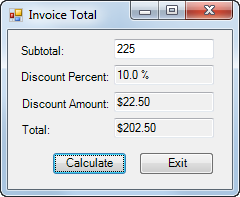 Invoice Total
Subtotal: 225
Discount Percent: 10.0 %
Discount Amount: $22.50
Total: $202.50
Calculate Exit